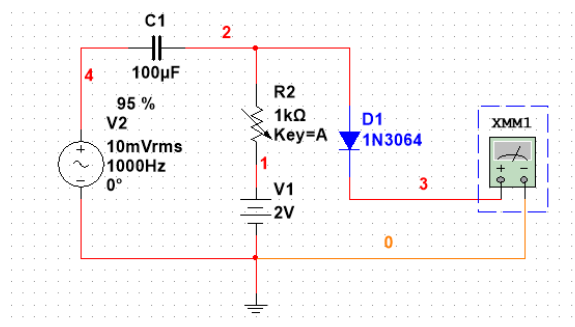 C1
100µF
2
4
95 %
V2
10mVrms
1000Hz
0°
R2
1kΩ
Key=A
1
V1
2V
D1
1N3064
3
XMM1
0